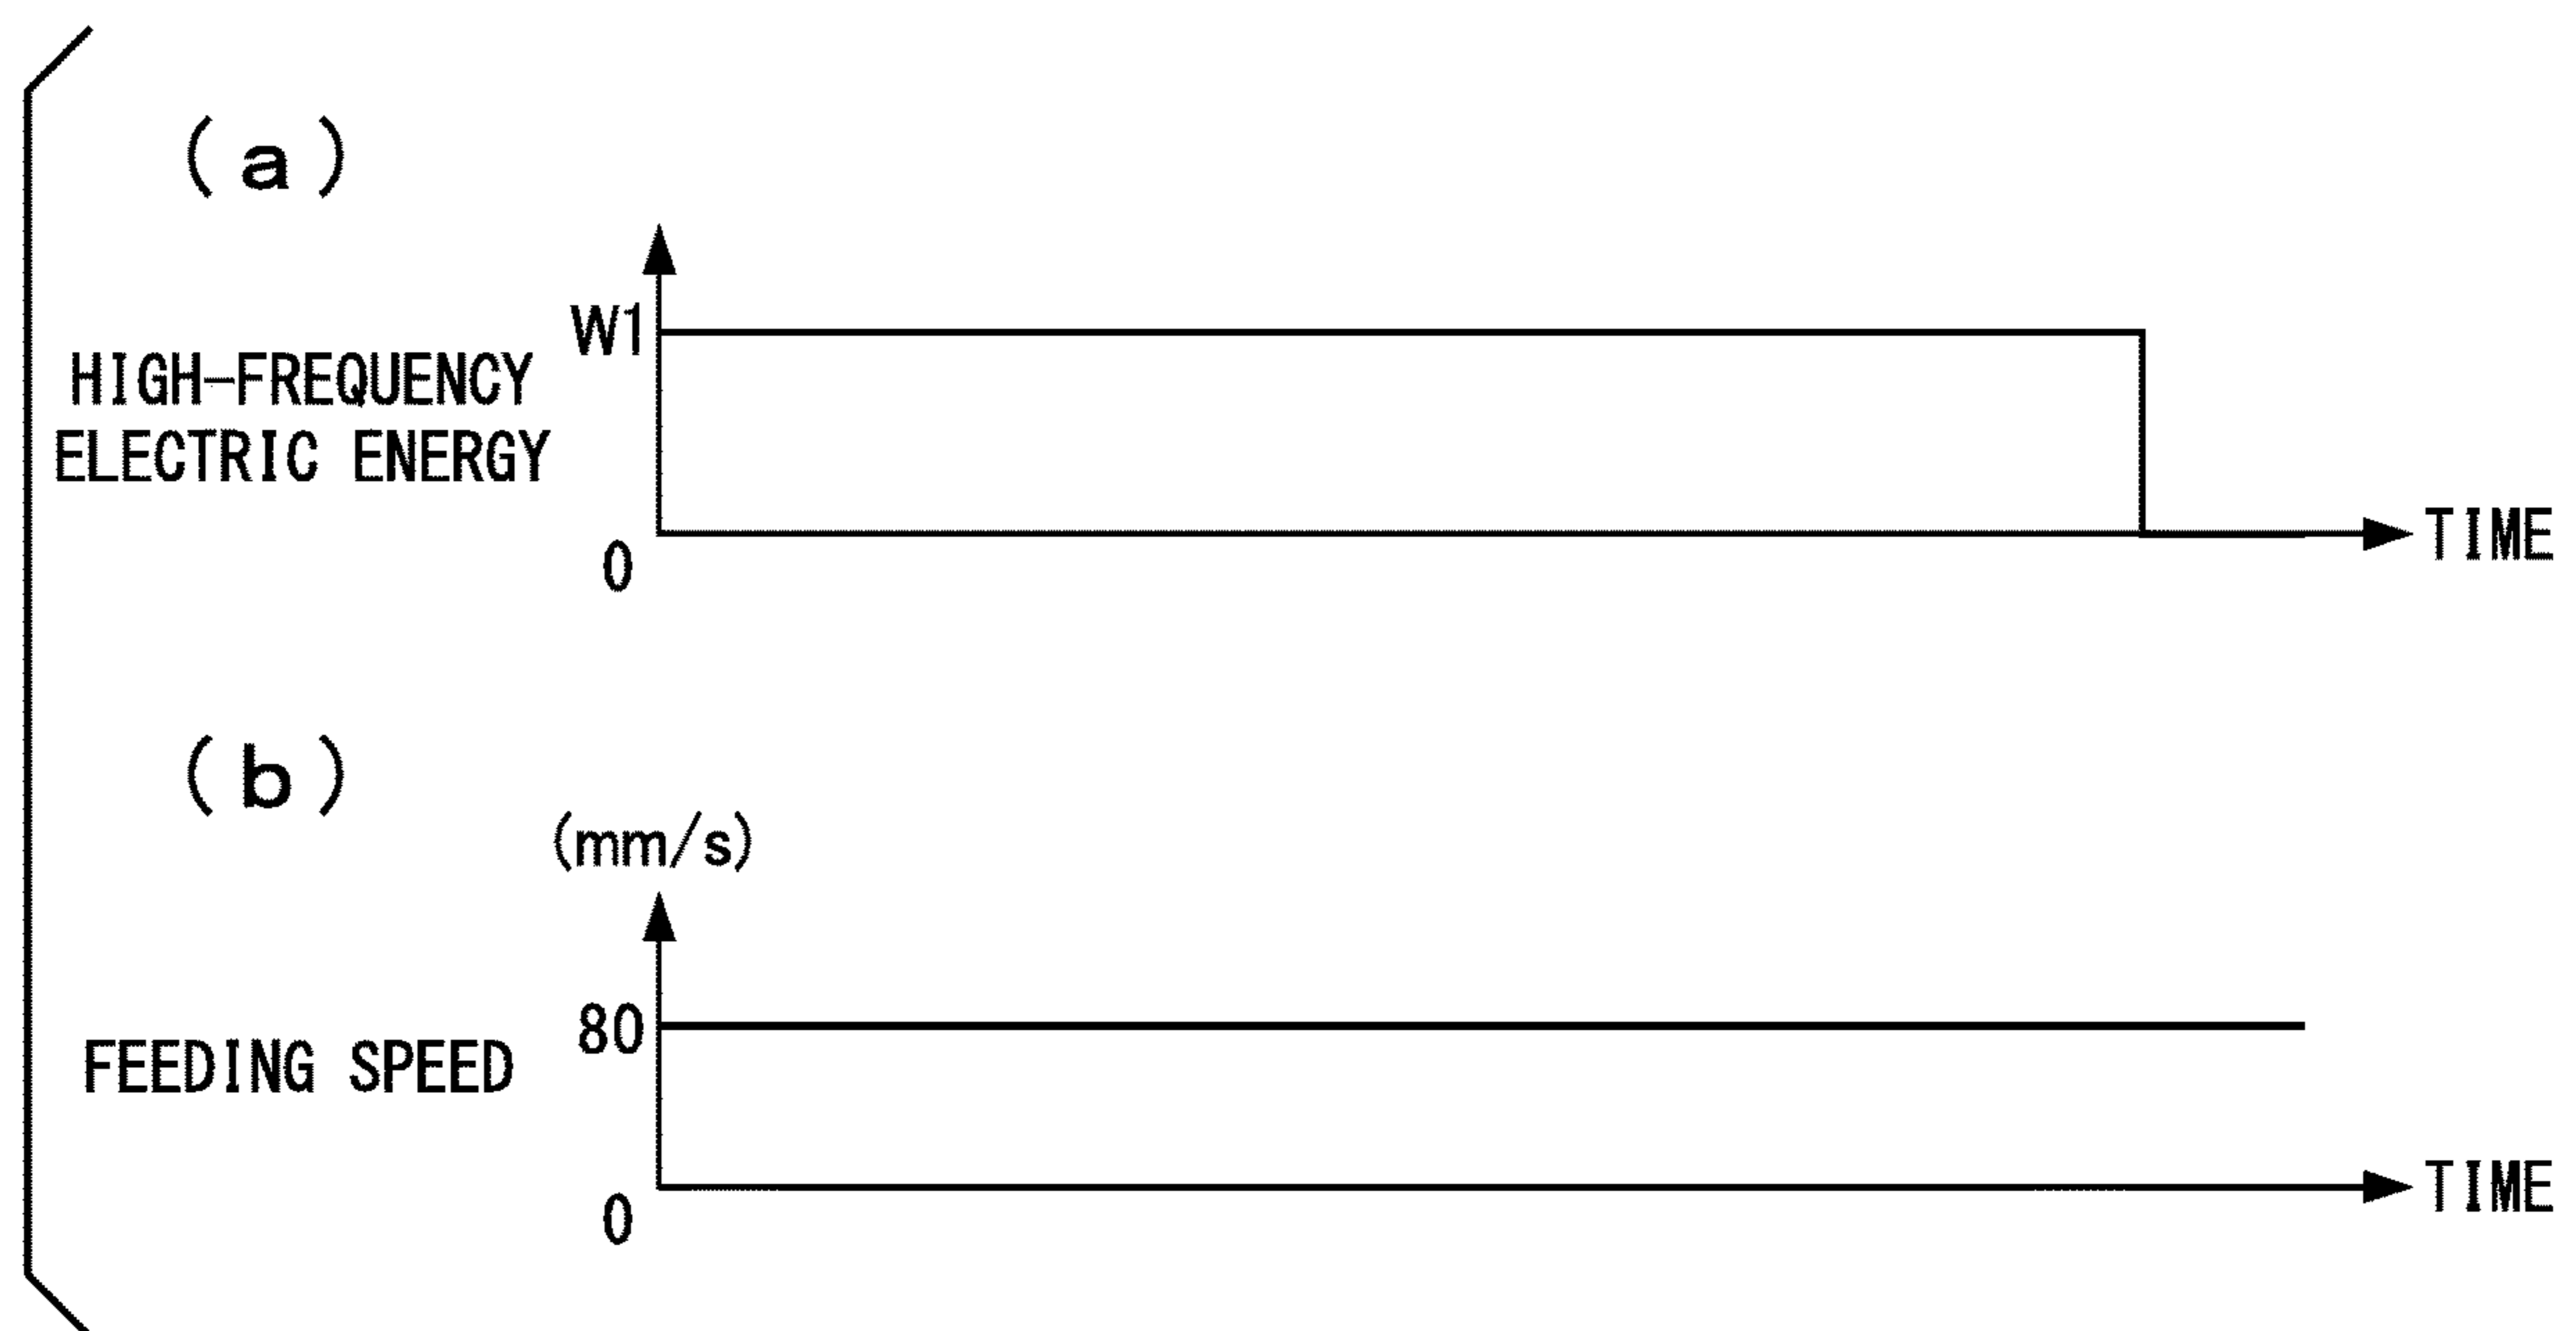 (a)
W1
HIGH-FREQUENCY
ELECTRIC ENERGY
0
TIME
(b)
(mm/s)
80
FEEDING SPEED
0
TIME